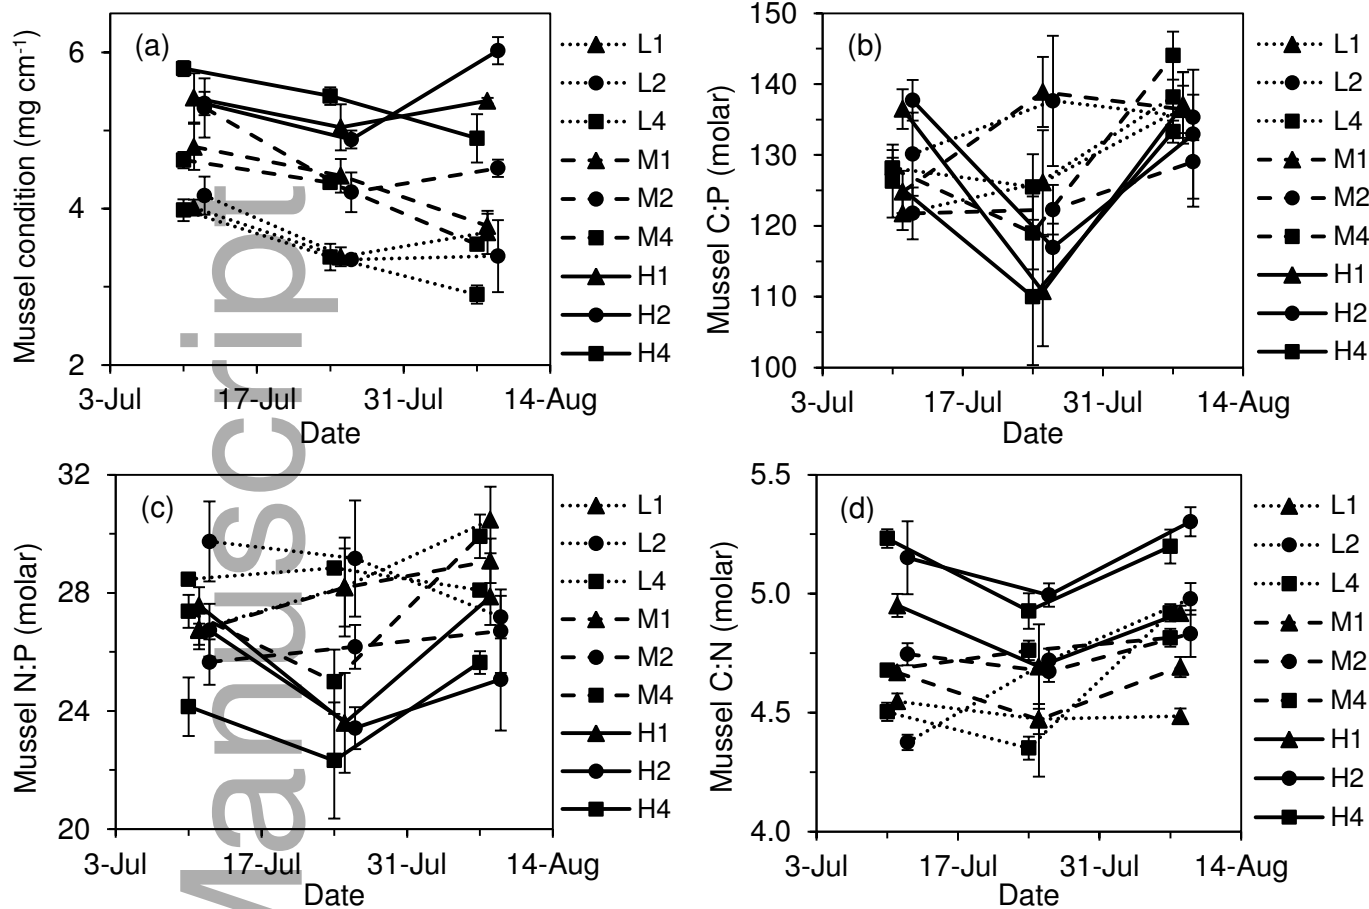 (a)
Mussel condition (mg cm⁻¹)
6
4
2
3-Jul 17-Jul 31-Jul 14-Aug
Date
L1
L2
L4
M1
M2
M4
H1
H2
H4
(b)
Mussel C:P (molar)
150
140
130
120
110
100
3-Jul 17-Jul 31-Jul 14-Aug
Date
L1
L2
L4
M1
M2
M4
H1
H2
H4
(c)
Mussel N:P (molar)
32
28
24
20
3-Jul 17-Jul 31-Jul 14-Aug
Date
L1
L2
L4
M1
M2
M4
H1
H2
H4
(d)
Mussel C:N (molar)
5.5
5.0
4.5
4.0
3-Jul 17-Jul 31-Jul 14-Aug
Date
L1
L2
L4
M1
M2
M4
H1
H2
H4
Manuscript